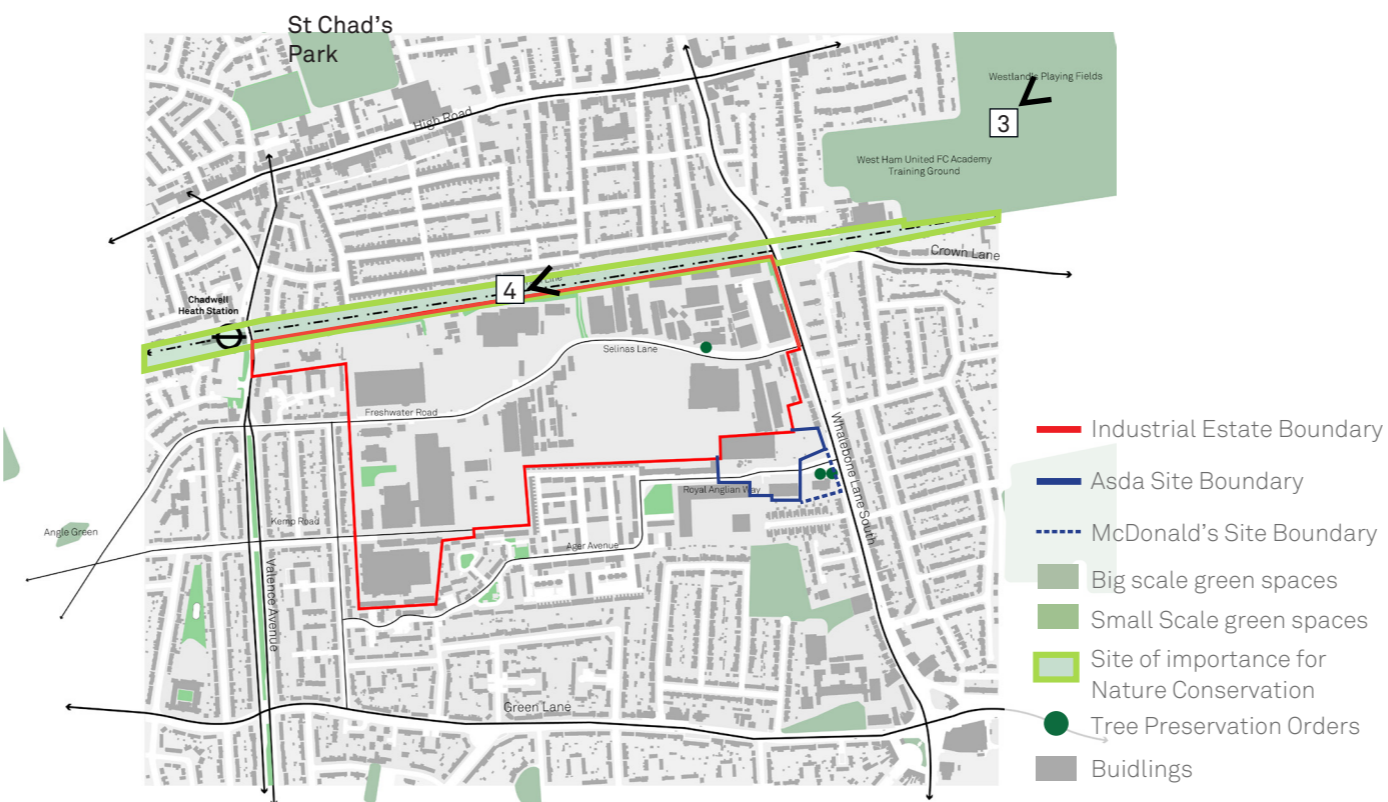 St Chad's
Park
Westlands Playing Fields
3
High Road
West Ham United FC Academy
Training Ground
Crown Lane
Chadwell
Heath Station
4
Selinas Lane
Freshwater Road
Whalebone Lane South
Royal Anglian Way
Kemp Road
Angle Green
Ager Avenue
Valence Avenue
Green Lane
Industrial Estate Boundary
Asda Site Boundary
McDonald's Site Boundary
Big scale green spaces
Small Scale green spaces
Site of importance for
Nature Conservation
Tree Preservation Orders
Buidlings